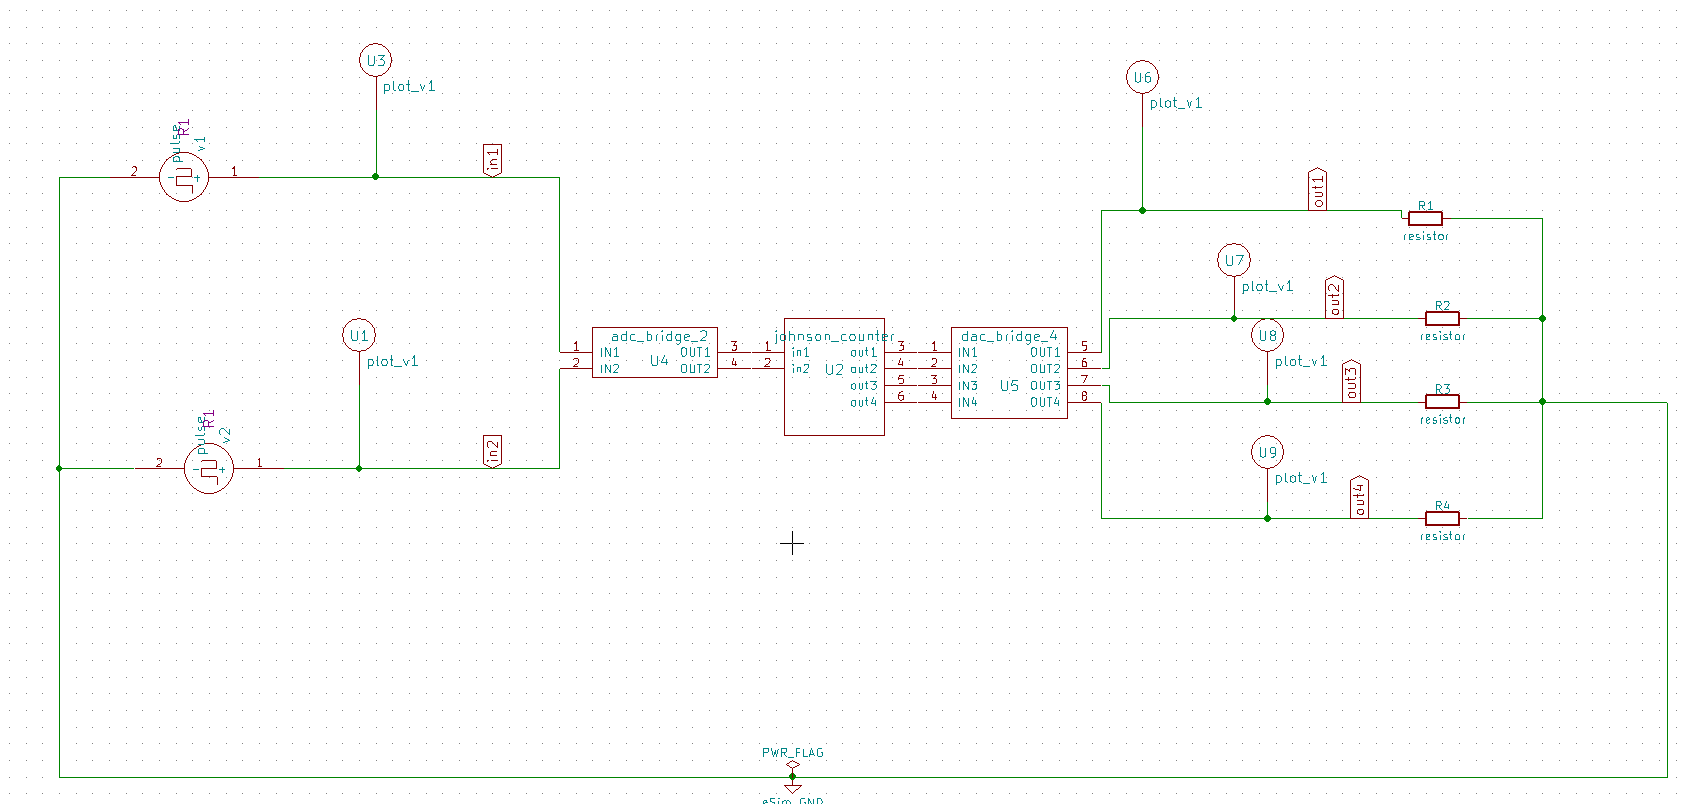 U3
plot_v1
R1
pulse
v1
2
1
in1
U1
plot_v1
R1
pulse
v2
2
1
in2
adc_bridge_2
1 IN1 OUT1 3
2 IN2 OUT2 4
U4
johnson_counter
1 in1 out1 3
2 in2 out2 4
U2
out3 5
out4 6
dac_bridge_4
1 IN1 OUT1 5
2 IN2 OUT2 6
3 IN3 U5 OUT3 7
4 IN4 OUT4 8
U6
plot_v1
out1
R1
resistor
U7
plot_v1
out2
R2
resistor
U8
plot_v1
out3
R3
resistor
U9
plot_v1
out4
R4
resistor
PWR_FLAG
eSim_GND